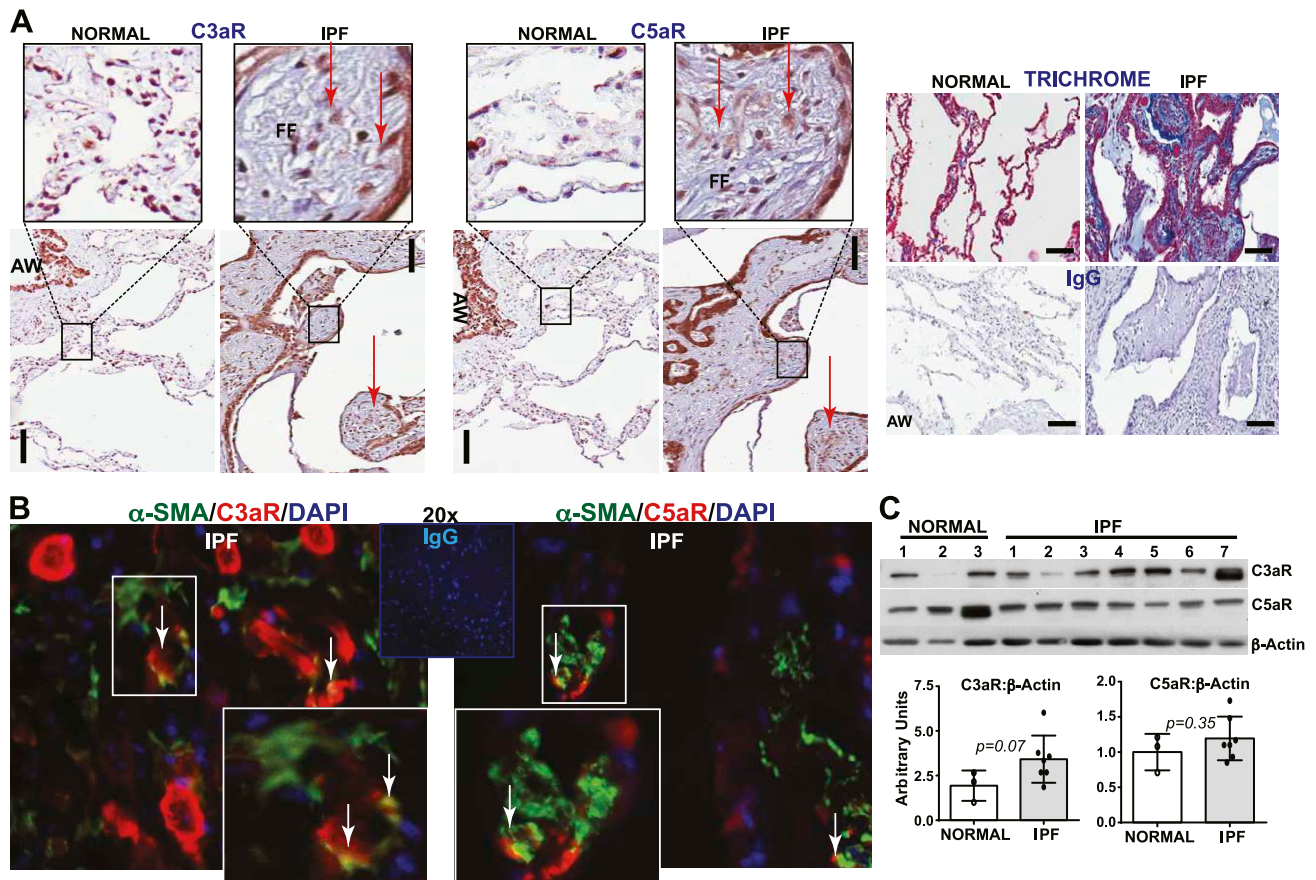 A
C3aR
NORMAL IPF
FF
AW
C5aR
NORMAL IPF
FF
AW
TRICHROME
NORMAL IPF
IgG
AW
B
α-SMA/C3aR/DAPI
IPF
20x
IgG
α-SMA/C5aR/DAPI
IPF
C
NORMAL IPF
1 2 3 1 2 3 4 5 6 7
C3aR
C5aR
β-Actin
C3aR:β-Actin
Arbitrary Units
7.5
5.0
2.5
0.0
p=0.07
NORMAL IPF
C5aR:β-Actin
2.0
1.5
1.0
0.5
0.0
p=0.35
NORMAL IPF